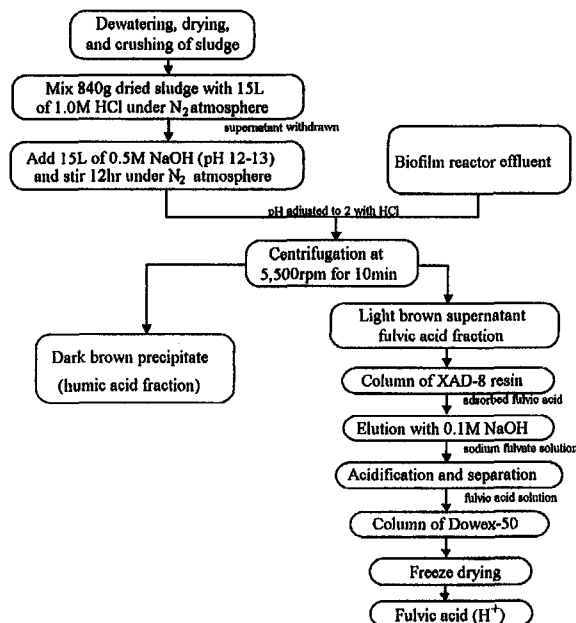 Dewatering, drying,
and crushing of sludge
Mix 840g dried sludge with 15L
of 1.0M HCl under N2 atmosphere
supernatant withdrawn
Add 15L of 0.5M NaOH (pH 12-13)
and stir 12hr under N2 atmosphere
Biofilm reactor effluent
pH adjusted to 2 with HCl
Centrifugation at
5,500rpm for 10min
Dark brown precipitate
(humic acid fraction)
Light brown supernatant
fulvic acid fraction
Column of XAD-8 resin
adsorbed fulvic acid
Elution with 0.1M NaOH
sodium fulvate solution
Acidification and separation
fulvic acid solution
Column of Dowex-50
Freeze drying
Fulvic acid (H+)